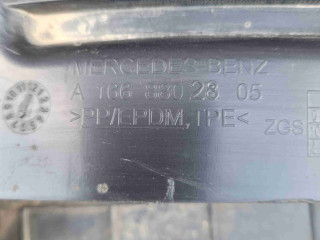 MERCEDES-BENZ
A 166 880 28 05
>PP/EPDM,TPE<
ZGS